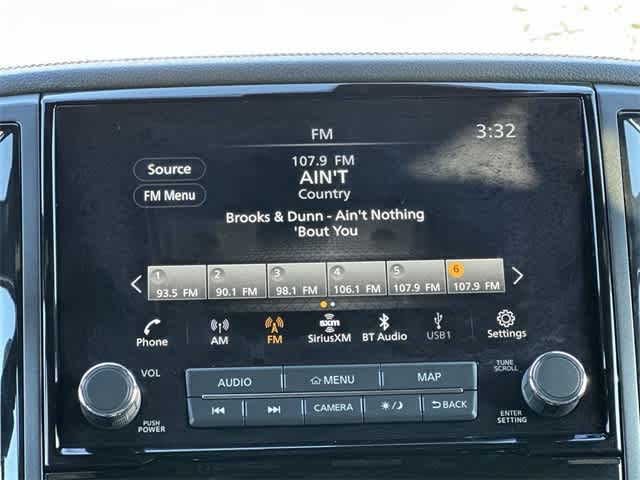 FM
3:32
Source
FM Menu
107.9 FM
AIN'T
Country
Brooks & Dunn - Ain't Nothing
'Bout You
1 2 3 4 5 6
93.5 FM 90.1 FM 98.1 FM 106.1 FM 107.9 FM 107.9 FM
Phone AM FM SXM SiriusXM BT Audio USB1 Settings
VOL
PUSH
POWER
AUDIO MENU MAP
CAMERA BACK
TUNE
SCROLL
ENTER
SETTING